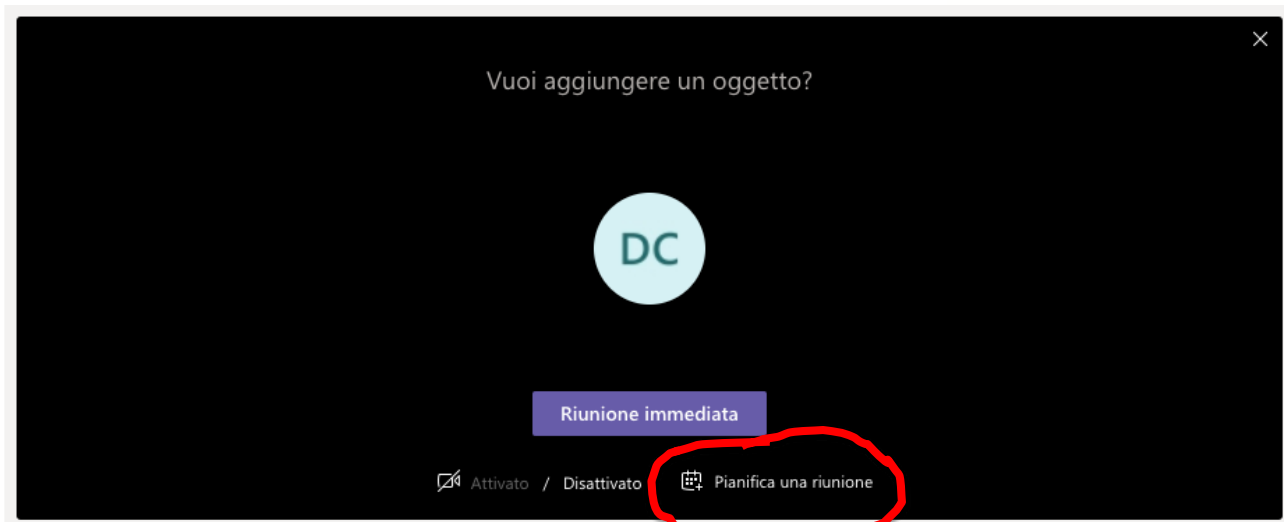 Vuoi aggiungere un oggetto?
DC
Riunione immediata
Attivato / Disattivato Pianifica una riunione